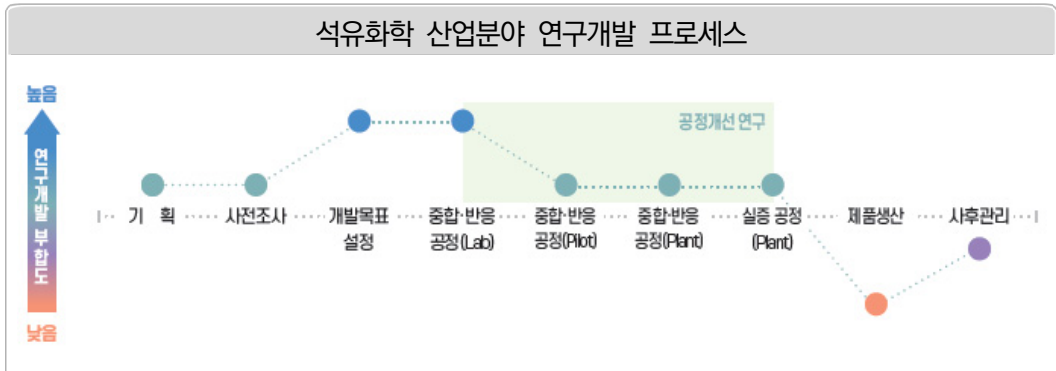 석유화학 산업분야 연구개발 프로세스
높음
연구개발 부합도
낮음
공정개선 연구
기 획
사전조사
개발목표
설정
중합·반응
공정(Lab)
중합·반응
공정(Pilot)
중합·반응
공정(Plant)
실증 공정
(Plant)
제품생산
사후관리